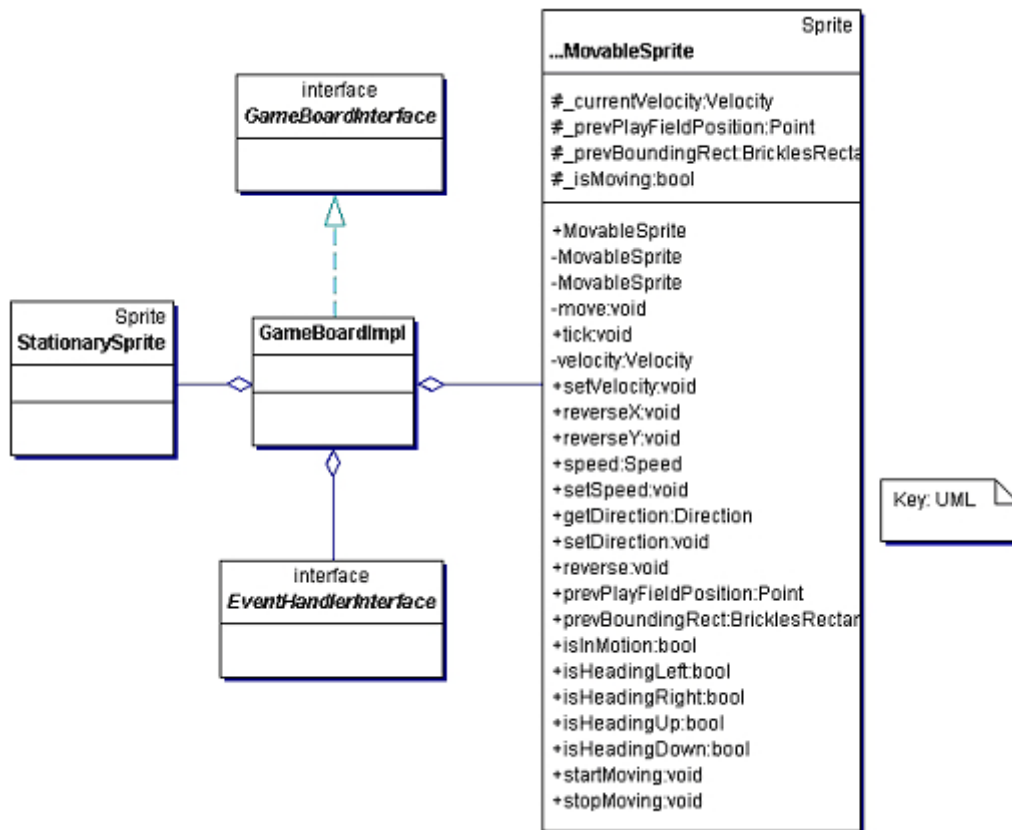 interface
GameBoardInterface
Sprite
StationarySprite
GameBoardImpl
interface
EventHandlerInterface
Sprite
...MovableSprite
#_currentVelocity:Velocity
#_prevPlayFieldPosition:Point
#_prevBoundingRect:BricklesRecta
#_isMoving:bool
+MovableSprite
-MovableSprite
-MovableSprite
-move:void
+tick:void
-velocity:Velocity
+setVelocity:void
+reverseX:void
+reverseY:void
+speed:Speed
+setSpeed:void
+getDirection:Direction
+setDirection:void
+reverse:void
+prevPlayFieldPosition:Point
+prevBoundingRect:BricklesRectar
+isInMotion:bool
+isHeadingLeft:bool
+isHeadingRight:bool
+isHeadingUp:bool
+isHeadingDown:bool
+startMoving:void
+stopMoving:void
Key: UML